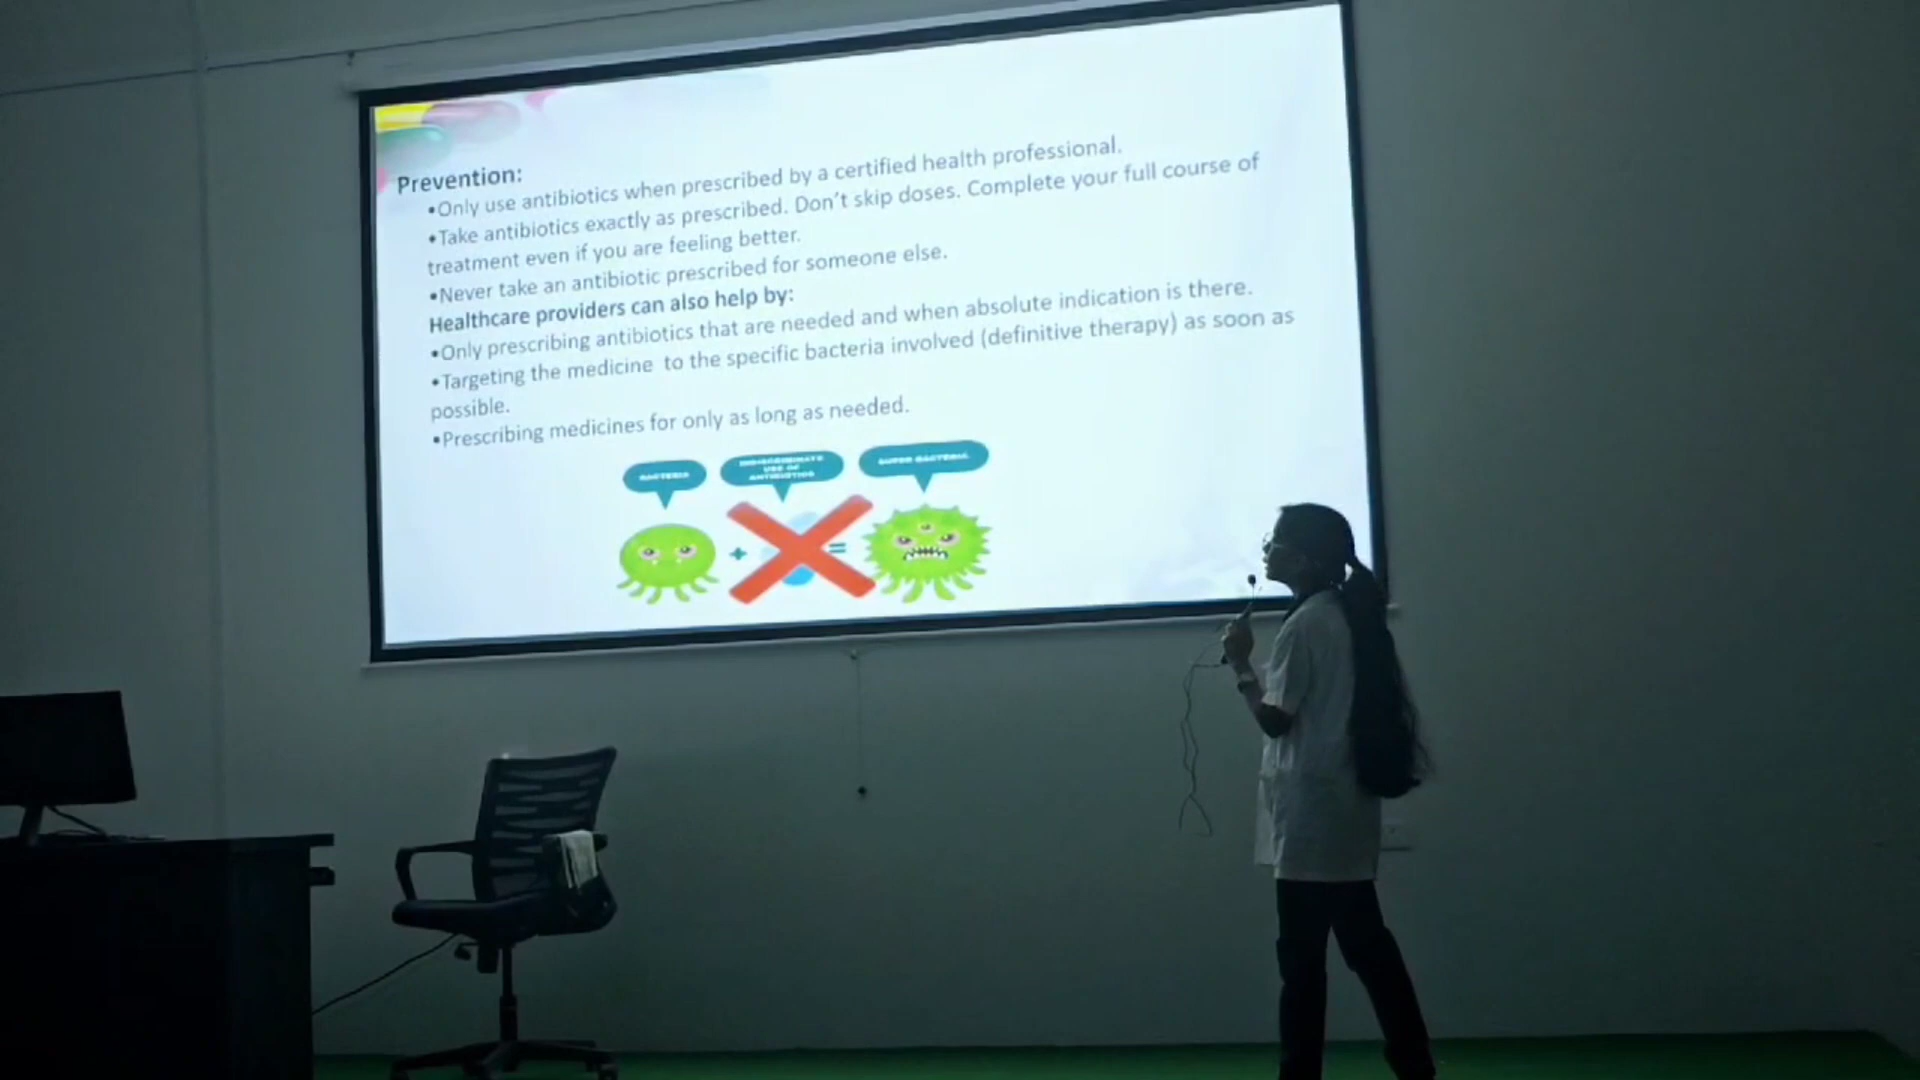 Prevention:
•Only use antibiotics when prescribed by a certified health professional.
•Take antibiotics exactly as prescribed. Don't skip doses. Complete your full course of
treatment even if you are feeling better.
•Never take an antibiotic prescribed for someone else.
Healthcare providers can also help by:
•Only prescribing antibiotics that are needed and when absolute indication is there.
•Targeting the medicine to the specific bacteria involved (definitive therapy) as soon as
possible.
•Prescribing medicines for only as long as needed.
BACTERIA
INDISCRIMINATE
USE OF
ANTIBIOTICS
SUPER BACTERIA
+
=